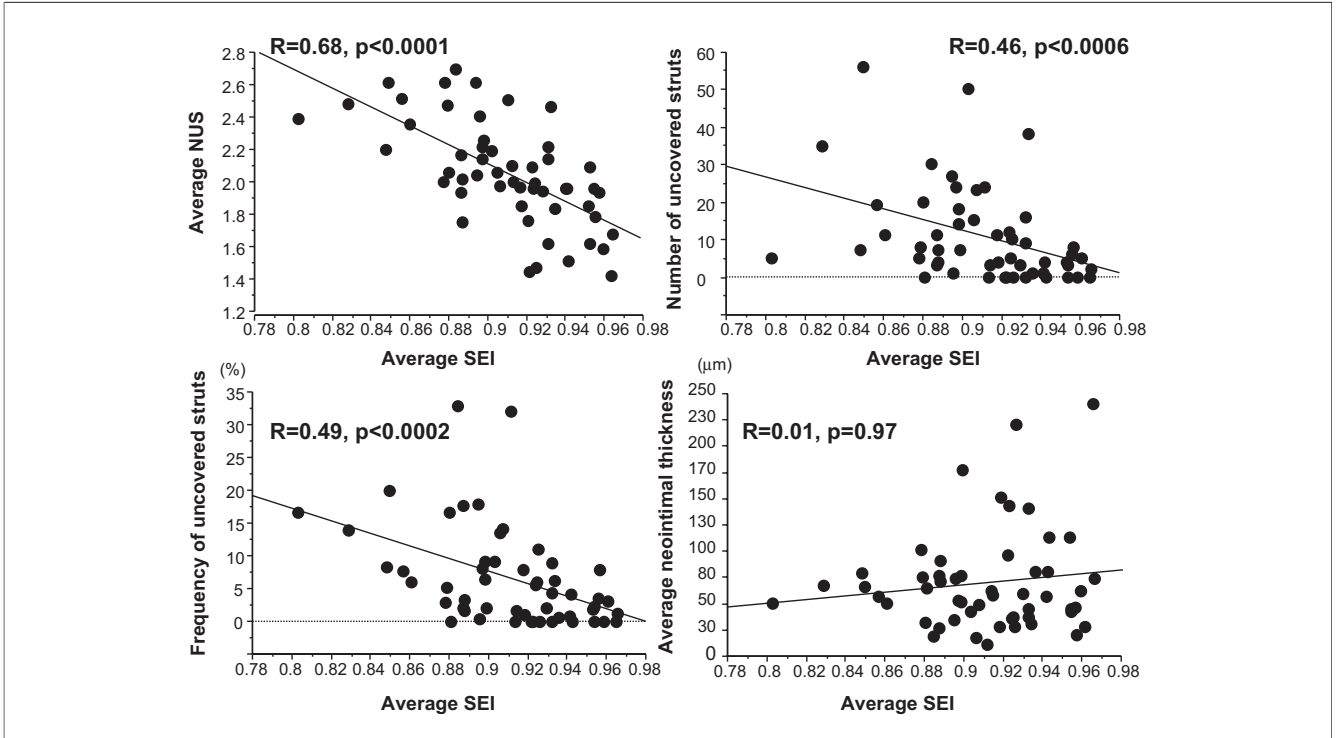 R=0.68, p<0.0001
Average NUS
2.8
2.6
2.4
2.2
2.0
1.8
1.6
1.4
1.2
0.78 0.8 0.82 0.84 0.86 0.88 0.9 0.92 0.94 0.96 0.98
Average SEI
R=0.46, p<0.0006
Number of uncovered struts
60
50
40
30
20
10
0
0.78 0.8 0.82 0.84 0.86 0.88 0.9 0.92 0.94 0.96 0.98
Average SEI
(%)
R=0.49, p<0.0002
Frequency of uncovered struts
35
30
25
20
15
10
5
0
0.78 0.8 0.82 0.84 0.86 0.88 0.9 0.92 0.94 0.96 0.98
Average SEI
(μm)
R=0.01, p=0.97
Average neointimal thickness
250
230
200
170
150
130
100
80
50
30
0
0.78 0.8 0.82 0.84 0.86 0.88 0.9 0.92 0.94 0.96 0.98
Average SEI